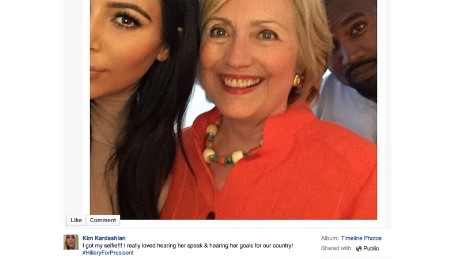 Like Comment
Kim Kardashian Album: Timeline Photos
I got my selfie!!! I really loved hearing her speak & hearing her goals for our country! Shared with: Public
#HillaryForPresident